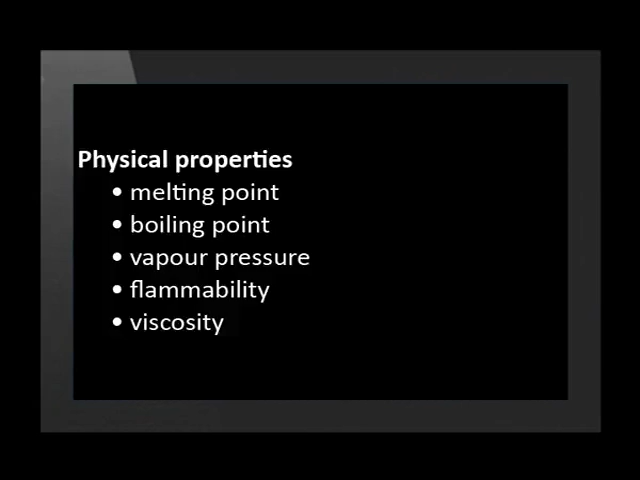 Physical properties
• melting point
• boiling point
• vapour pressure
• flammability
• viscosity